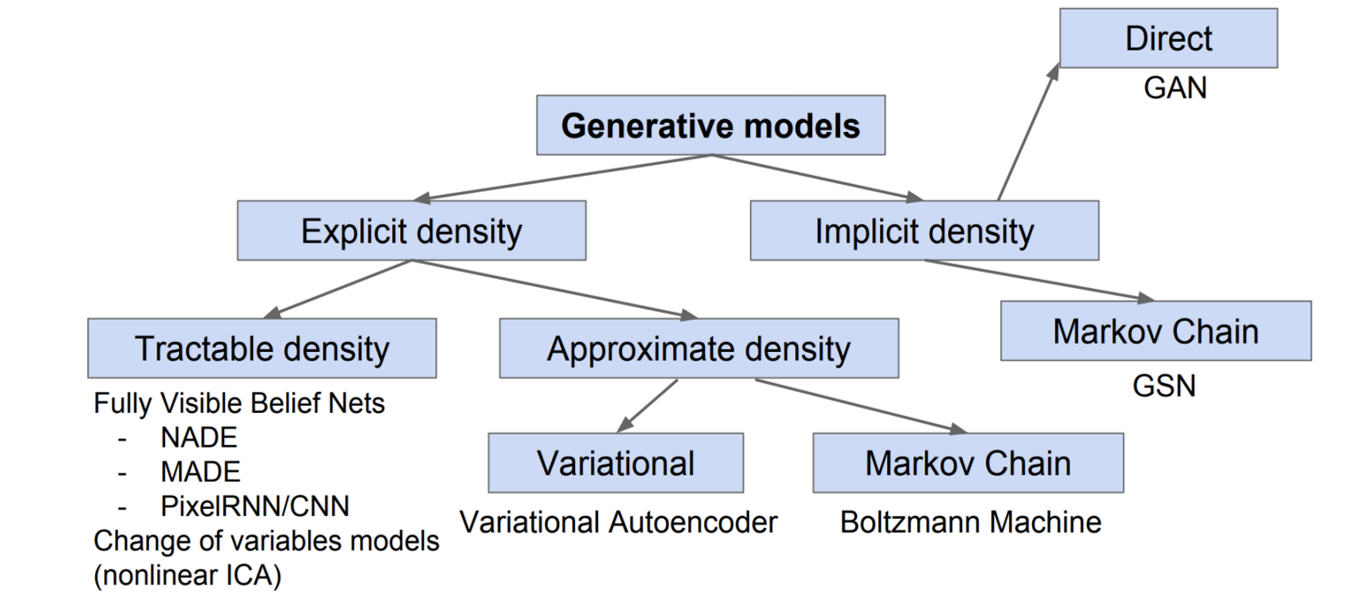 Direct
GAN
Generative models
Explicit density
Implicit density
Tractable density
Approximate density
Markov Chain
GSN
Fully Visible Belief Nets
- NADE
- MADE
- PixelRNN/CNN
Change of variables models
(nonlinear ICA)
Variational
Variational Autoencoder
Markov Chain
Boltzmann Machine